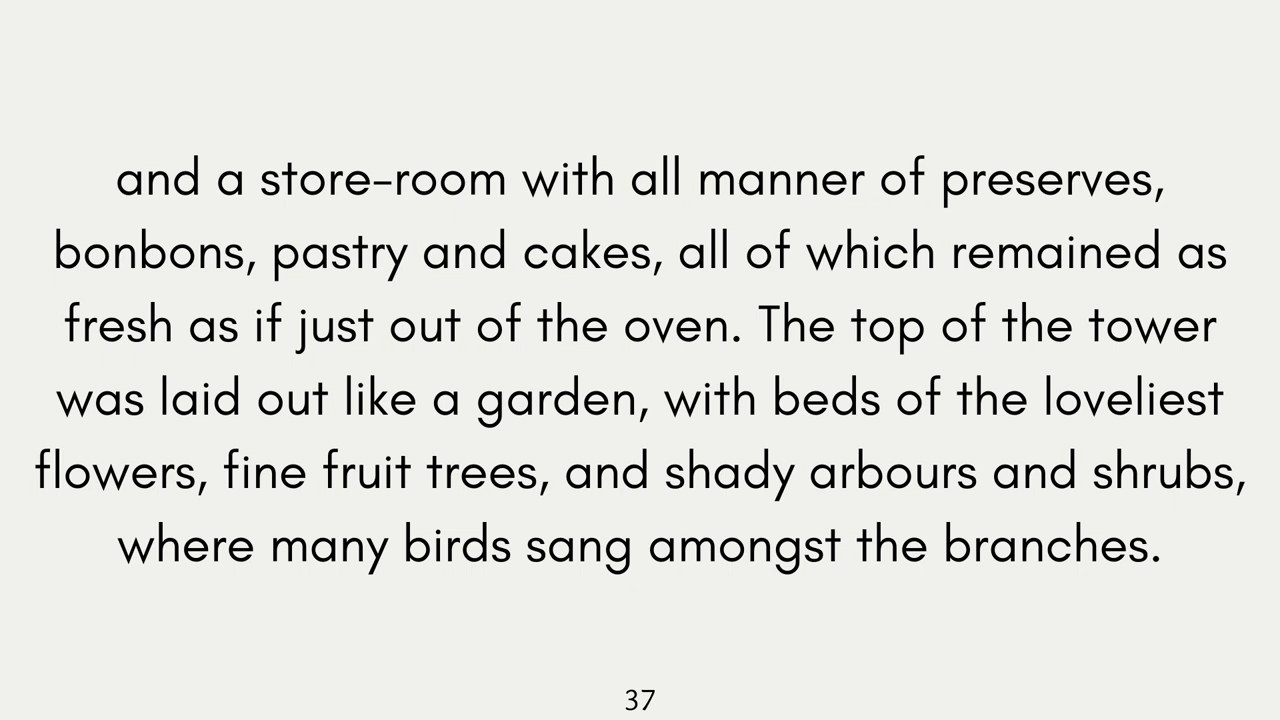 and a store-room with all manner of preserves,
bonbons, pastry and cakes, all of which remained as
fresh as if just out of the oven. The top of the tower
was laid out like a garden, with beds of the loveliest
flowers, fine fruit trees, and shady arbours and shrubs,
where many birds sang amongst the branches.
37